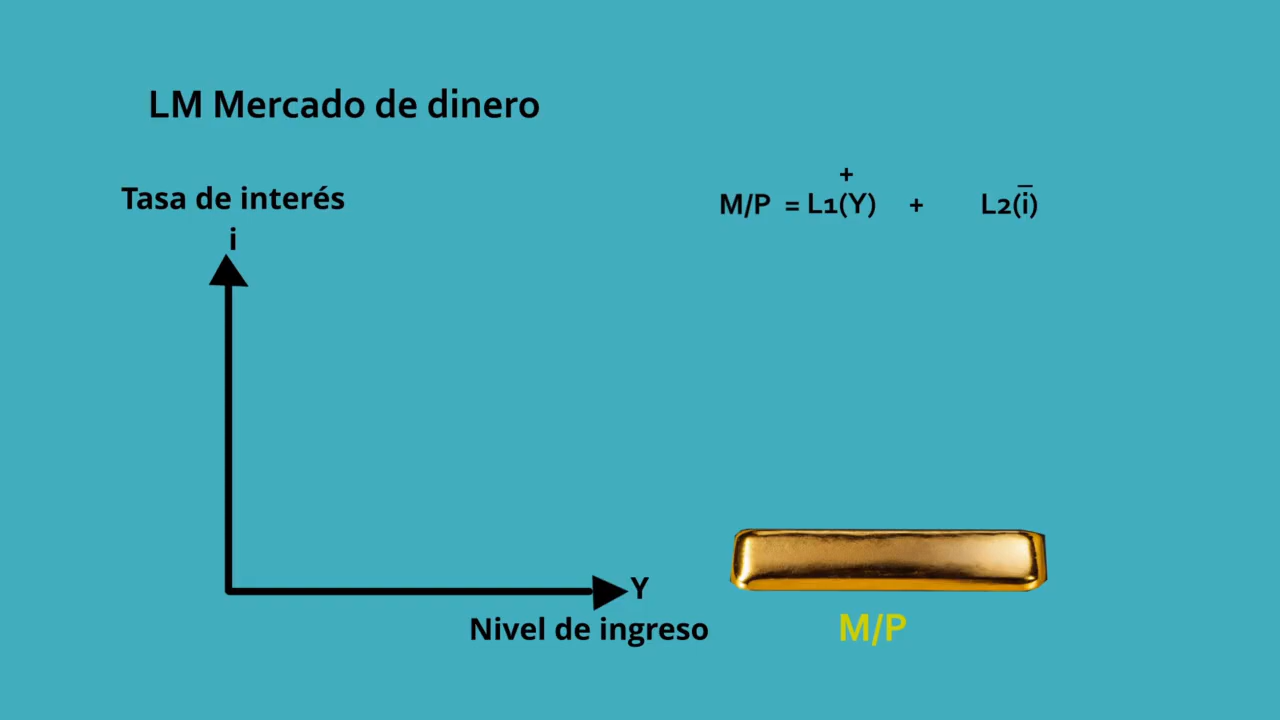 LM Mercado de dinero
Tasa de interés
i
+
M/P = L1(Y) + L2(i̅)
Y
Nivel de ingreso
M/P